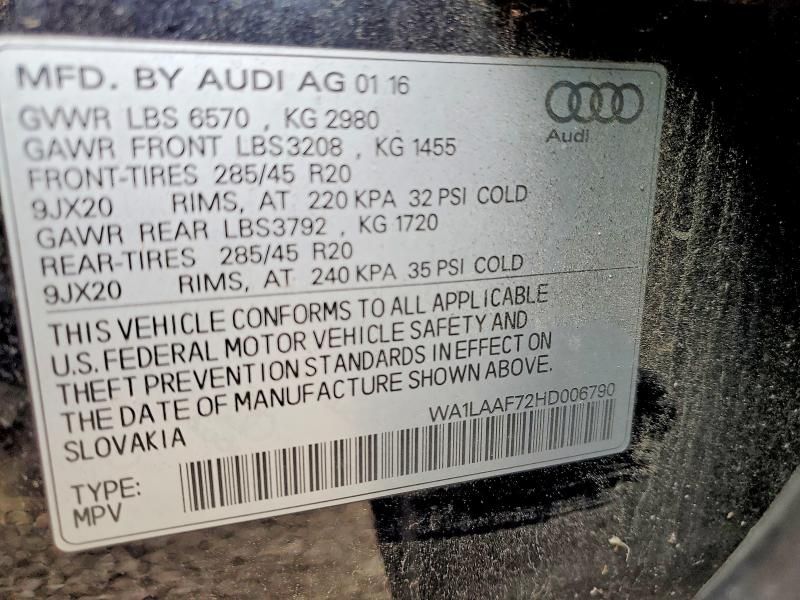 MFD. BY AUDI AG 01 16
GVWR LBS 6570 , KG 2980
GAWR FRONT LBS3208 , KG 1455
FRONT-TIRES 285/45 R20
9JX20 RIMS, AT 220 KPA 32 PSI COLD
GAWR REAR LBS3792 , KG 1720
REAR-TIRES 285/45 R20
9JX20 RIMS, AT 240 KPA 35 PSI COLD
Audi
THIS VEHICLE CONFORMS TO ALL APPLICABLE
U.S. FEDERAL MOTOR VEHICLE SAFETY AND
THEFT PREVENTION STANDARDS IN EFFECT ON
THE DATE OF MANUFACTURE SHOWN ABOVE.
SLOVAKIA
WA1LAAF72HD006790
TYPE:
MPV